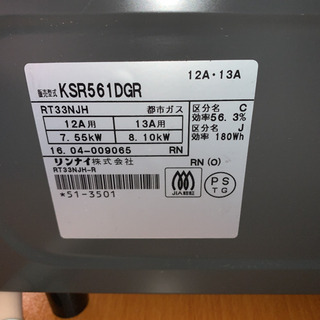 12A・13A
販売型式 KSR561DGR
RT33NJH 都市ガス
12A用 13A用
7.55kW 8.10kW
区分名 C
効率56.3%
区分名 J
効率 180Wh
16.04-009065 RN
リンナイ株式会社 RN(O)
RT33NJH-R
*51-3501
JIA認証
PS
TG